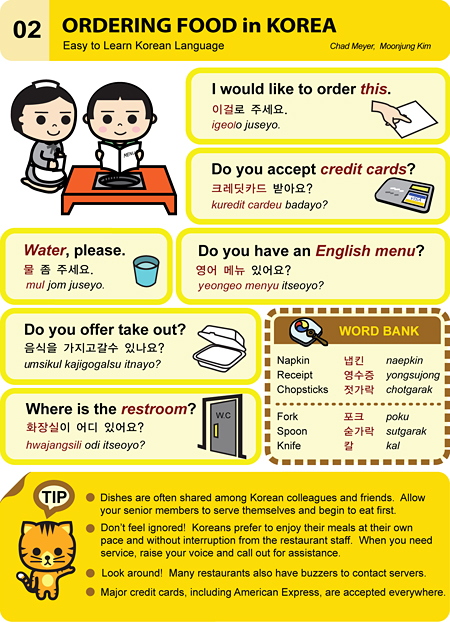 02
ORDERING FOOD in KOREA
Easy to Learn Korean Language
Chad Meyer, Moonjung Kim
MENU
I would like to order this.
이걸로 주세요.
igeolo juseyo.
Do you accept credit cards?
크레딧카드 받아요?
kuredit cardeu badayo?
Water, please.
물 좀 주세요.
mul jom juseyo.
Do you have an English menu?
영어 메뉴 있어요?
yeongeo menyu itseoyo?
Do you offer take out?
음식을 가지고갈수 있나요?
umsikul kajigogalsu itnayo?
Where is the restroom?
화장실이 어디 있어요?
hwajangsili odi itseoyo?
W.C
WORD BANK
Napkin 냅킨 naepkin
Receipt 영수증 yongsujong
Chopsticks 젓가락 chotgarak
Fork 포크 poku
Spoon 숟가락 sutgarak
Knife 칼 kal
TIP
Dishes are often shared among Korean colleagues and friends. Allow
your senior members to serve themselves and begin to eat first.
Don't feel ignored! Koreans prefer to enjoy their meals at their own
pace and without interruption from the restaurant staff. When you need
service, raise your voice and call out for assistance.
Look around! Many restaurants also have buzzers to contact servers.
Major credit cards, including American Express, are accepted everywhere.